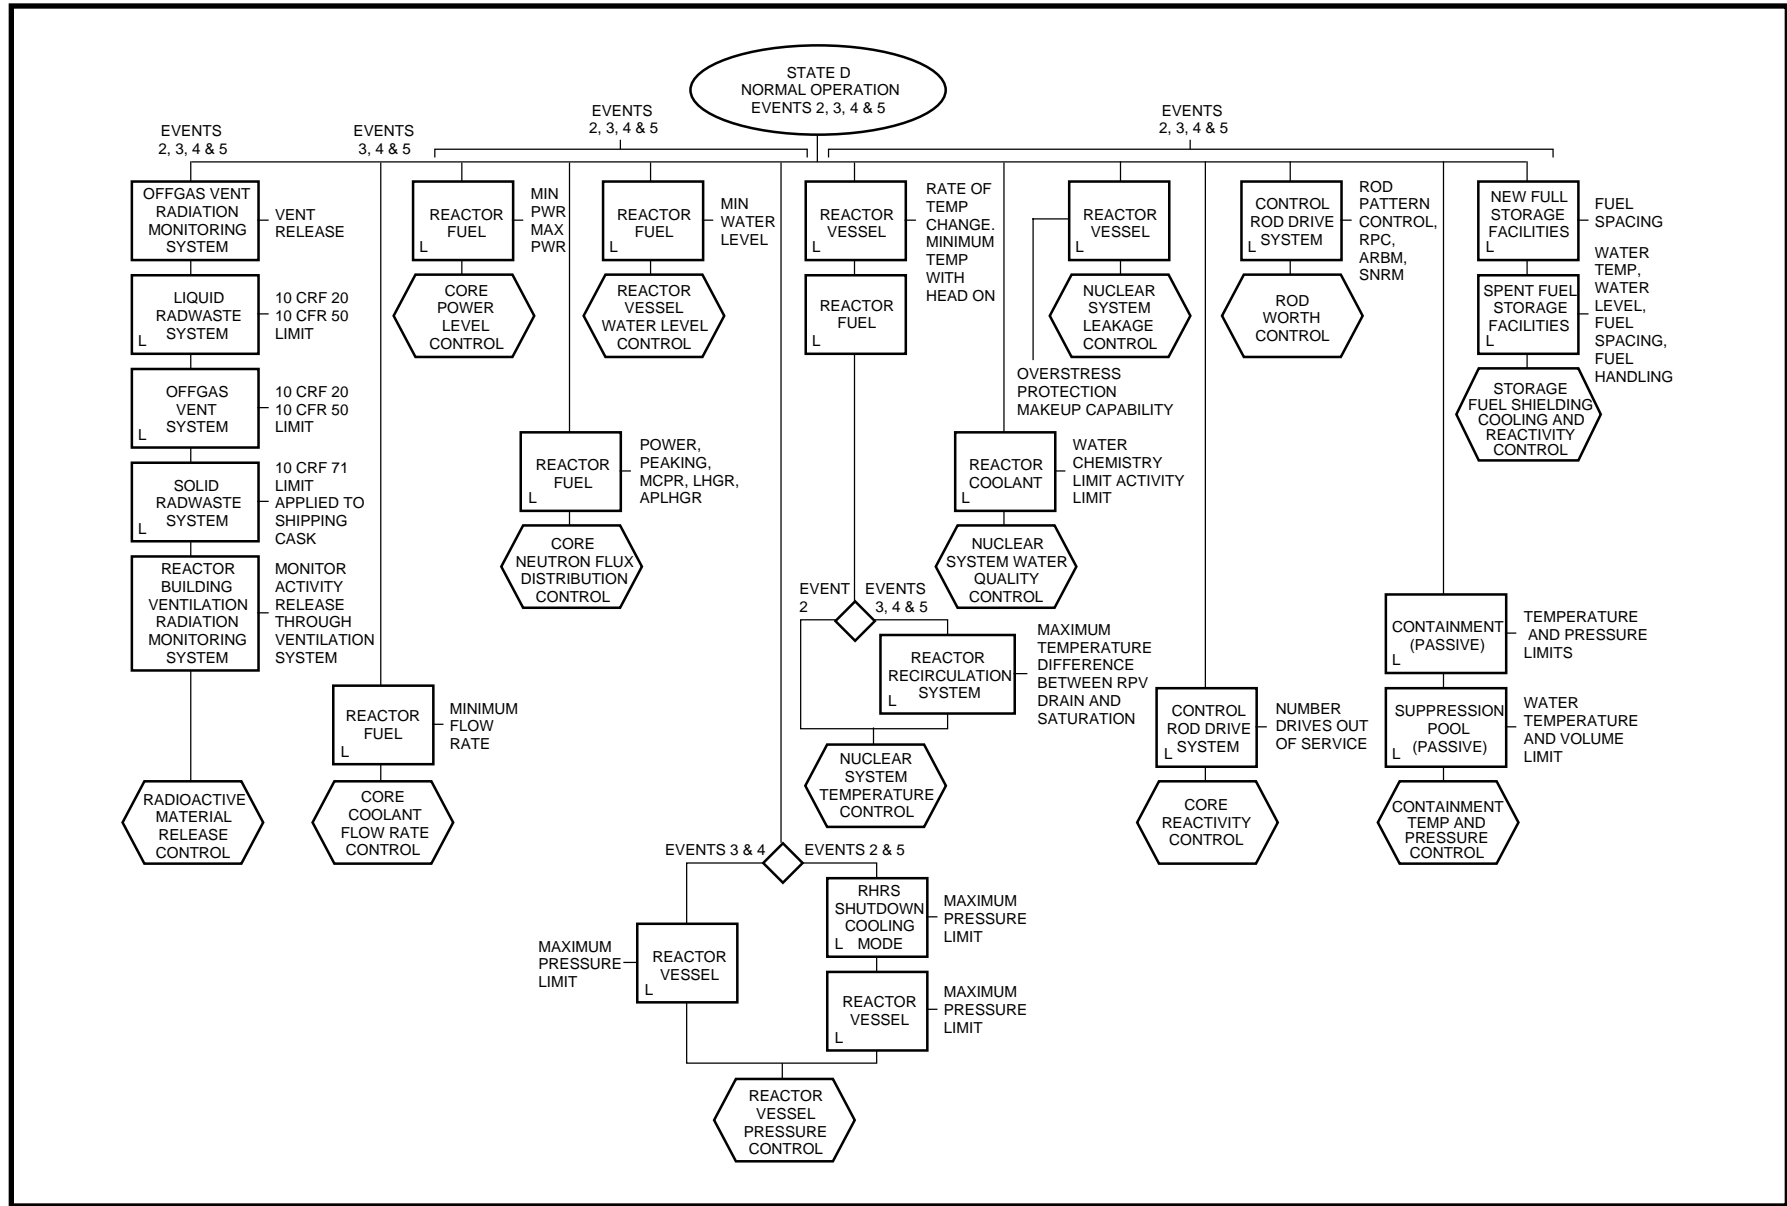 STATE D
NORMAL OPERATION
EVENTS 2, 3, 4 & 5
EVENTS
2, 3, 4 & 5
EVENTS
3, 4 & 5
EVENTS
2, 3, 4 & 5
EVENTS
2, 3, 4 & 5
OFFGAS VENT
RADIATION
MONITORING
SYSTEM
VENT
RELEASE
LIQUID
RADWASTE
SYSTEM
L
10 CRF 20
10 CFR 50
LIMIT
OFFGAS
VENT
SYSTEM
L
10 CRF 20
10 CFR 50
LIMIT
SOLID
RADWASTE
SYSTEM
L
10 CRF 71
LIMIT
APPLIED TO
SHIPPING
CASK
REACTOR
BUILDING
VENTILATION
RADIATION
MONITORING
SYSTEM
MONITOR
ACTIVITY
RELEASE
THROUGH
VENTILATION
SYSTEM
RADIOACTIVE
MATERIAL
RELEASE
CONTROL
REACTOR
FUEL
L
MINIMUM
FLOW
RATE
CORE
COOLANT
FLOW RATE
CONTROL
REACTOR
FUEL
L
MIN
PWR
MAX
PWR
CORE
POWER
LEVEL
CONTROL
REACTOR
FUEL
L
POWER,
PEAKING,
MCPR, LHGR,
APLHGR
CORE
NEUTRON FLUX
DISTRIBUTION
CONTROL
REACTOR
FUEL
L
MIN
WATER
LEVEL
REACTOR
VESSEL
WATER LEVEL
CONTROL
EVENTS 3 & 4
EVENTS 2 & 5
REACTOR
VESSEL
L
MAXIMUM
PRESSURE
LIMIT
RHRS
SHUTDOWN
COOLING
L MODE
MAXIMUM
PRESSURE
LIMIT
REACTOR
VESSEL
L
MAXIMUM
PRESSURE
LIMIT
REACTOR
VESSEL
PRESSURE
CONTROL
REACTOR
VESSEL
L
RATE OF
TEMP
CHANGE.
MINIMUM
TEMP
WITH
HEAD ON
REACTOR
FUEL
L
EVENT
2
EVENTS
3, 4 & 5
REACTOR
RECIRCULATION
SYSTEM
L
MAXIMUM
TEMPERATURE
DIFFERENCE
BETWEEN RPV
DRAIN AND
SATURATION
NUCLEAR
SYSTEM
TEMPERATURE
CONTROL
REACTOR
COOLANT
L
WATER
CHEMISTRY
LIMIT ACTIVITY
LIMIT
NUCLEAR
SYSTEM WATER
QUALITY
CONTROL
REACTOR
VESSEL
L
OVERSTRESS
PROTECTION
MAKEUP CAPABILITY
NUCLEAR
SYSTEM
LEAKAGE
CONTROL
CONTROL
ROD DRIVE
SYSTEM
L
NUMBER
DRIVES OUT
OF SERVICE
CORE
REACTIVITY
CONTROL
CONTROL
ROD DRIVE
SYSTEM
L
ROD
PATTERN
CONTROL,
RPC,
ARBM,
SNRM
ROD
WORTH
CONTROL
CONTAINMENT
(PASSIVE)
L
TEMPERATURE
AND PRESSURE
LIMITS
SUPPRESSION
POOL
(PASSIVE)
L
WATER
TEMPERATURE
AND VOLUME
LIMIT
CONTAINMENT
TEMP AND
PRESSURE
CONTROL
NEW FULL
STORAGE
FACILITIES
L
FUEL
SPACING
SPENT FUEL
STORAGE
FACILITIES
L
WATER
TEMP,
WATER
LEVEL,
FUEL
SPACING,
FUEL
HANDLING
STORAGE
FUEL SHIELDING
COOLING AND
REACTIVITY
CONTROL